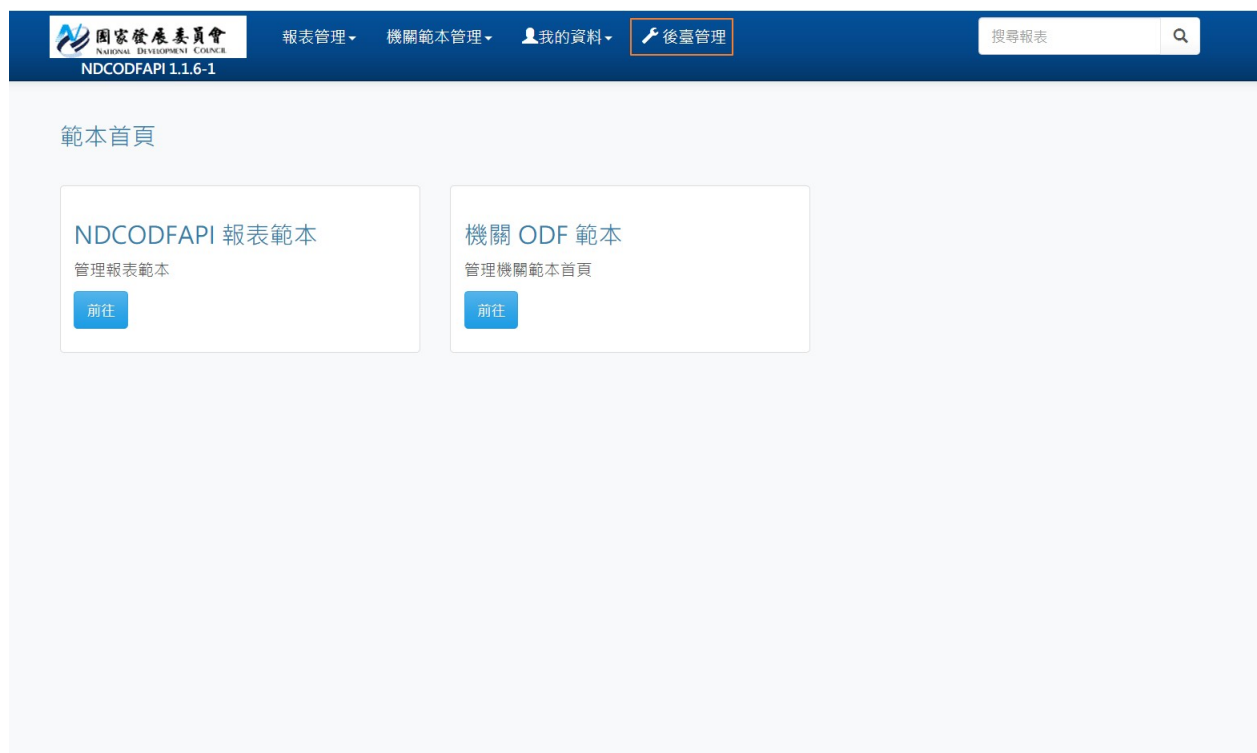 國家發展委員會
NATIONAL DEVELOPMENT COUNCIL
NDCODFAPI 1.1.6-1
報表管理
機關範本管理
我的資料
後臺管理
搜尋報表
範本首頁
NDCODFAPI 報表範本
管理報表範本
前往
機關 ODF 範本
管理機關範本首頁
前往